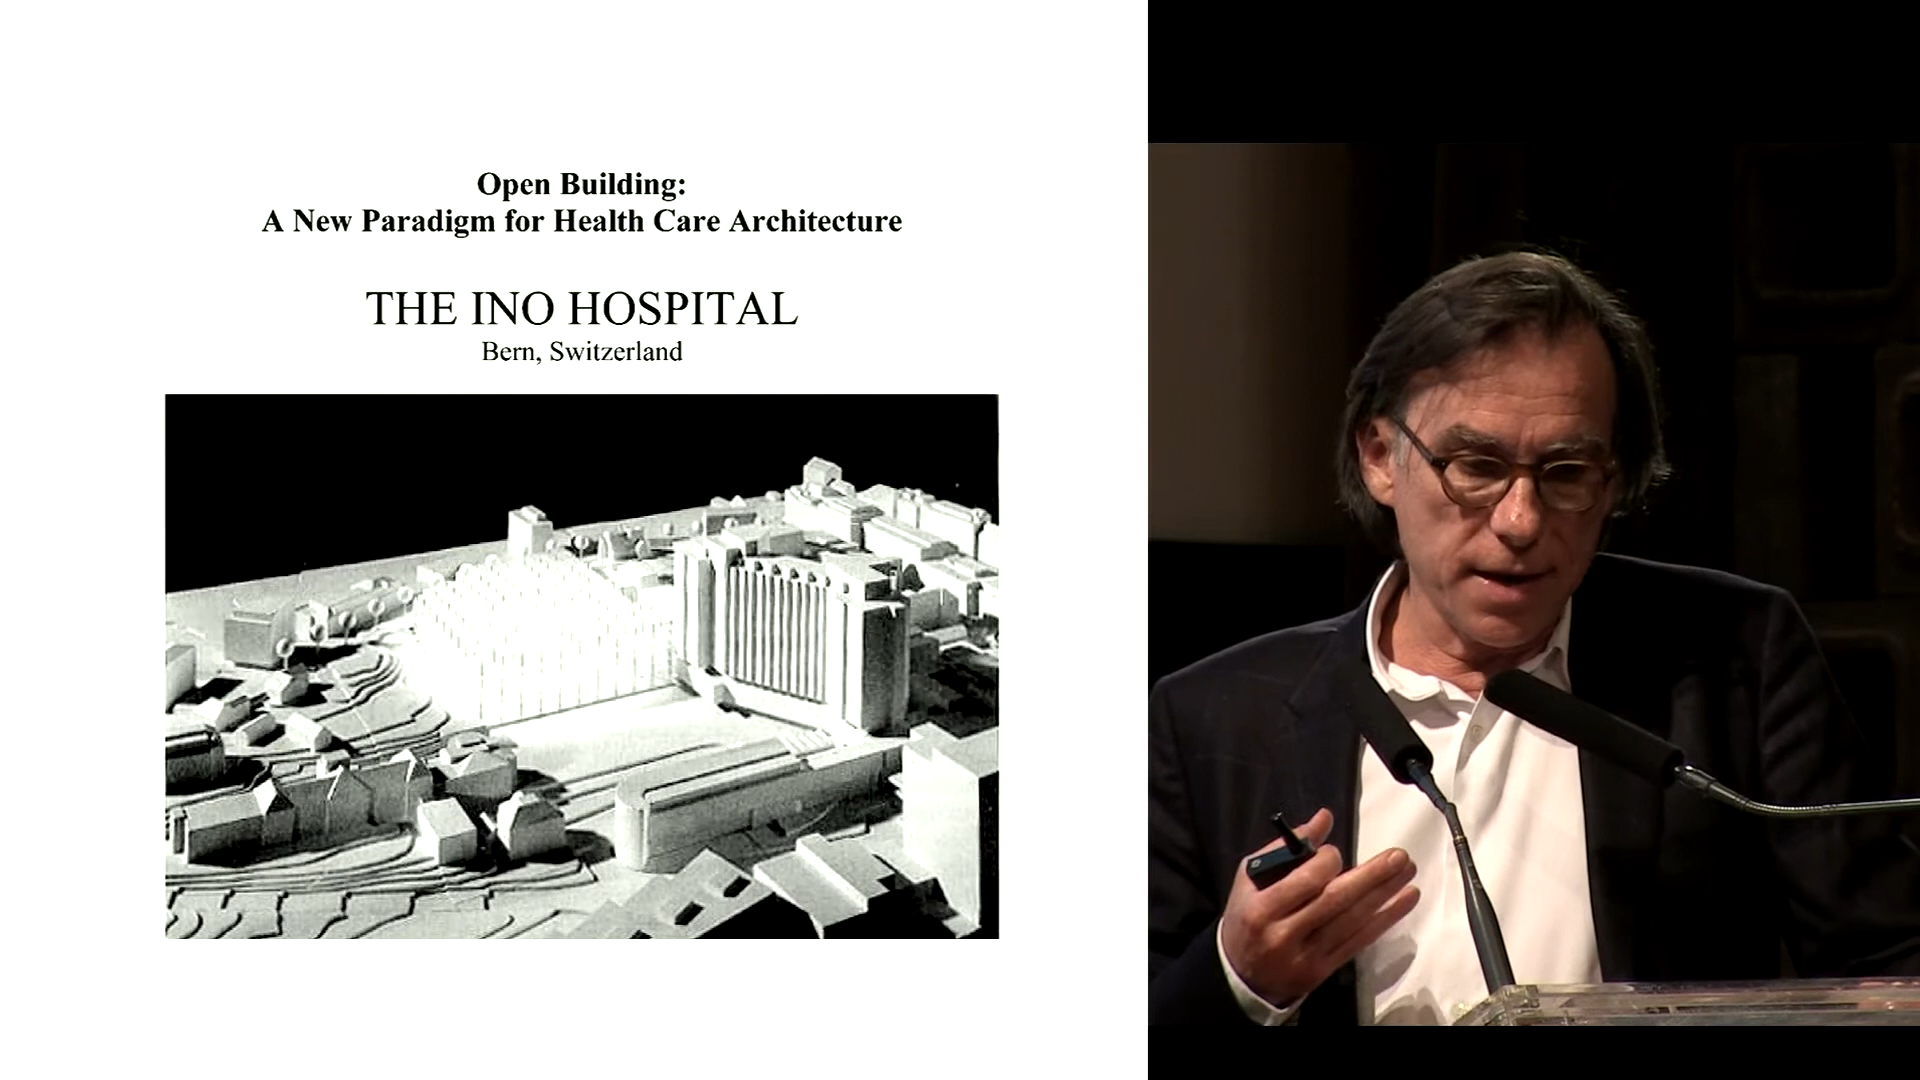 Open Building:
A New Paradigm for Health Care Architecture
THE INO HOSPITAL
Bern, Switzerland